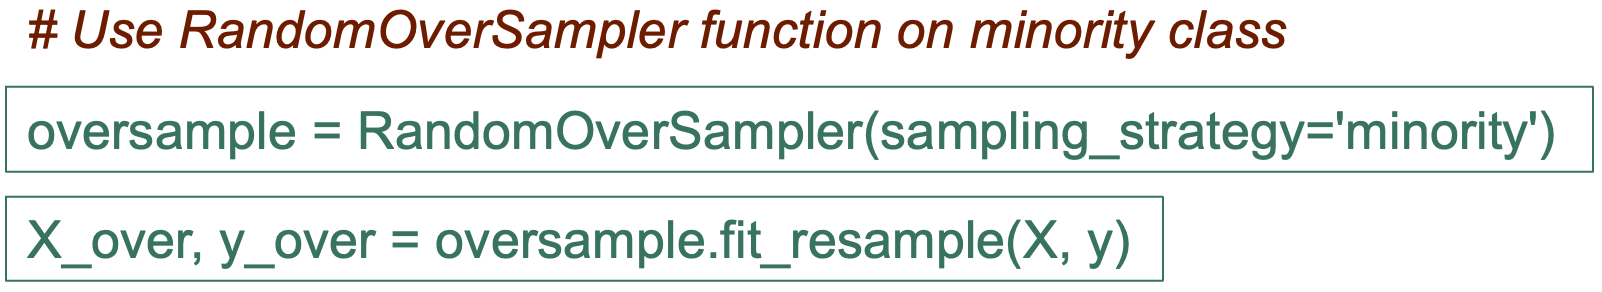 # Use RandomOverSampler function on minority class
oversample = RandomOverSampler(sampling_strategy='minority')
X_over, y_over = oversample.fit_resample(X, y)